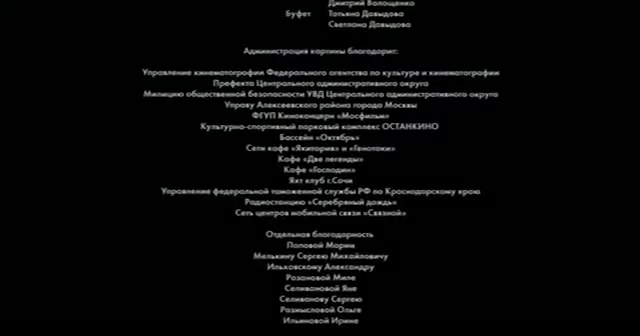 Дмитрий Волощенко
Буфет Татьяна Давыдова
Светлана Давыдова
Администрация картины благодарит:
Управление кинематографии Федерального агентства по культуре и кинематографии
Префекта Центрального административного округа
Милицию общественной безопасности УВД Центрального административного округа
Управу Алексеевского района города Москвы
ФГУП Киноконцерн «Мосфильм»
Культурно-спортивный парковый комплекс ОСТАНКИНО
Бассейн «Октябрь»
Сети кафе «Якитория» и «Генотахи»
Кафе «Две легенды»
Кафе «Господин»
Яхт клуб г.Сочи
Управление федеральной таможенной службы РФ по Краснодарскому краю
Радиостанцию «Серебряный дождь»
Сеть центров мобильной связи «Связной»
Отдельная благодарность
Поповой Марии
Мелькину Сергею Михайловичу
Ильховскому Александру
Розановой Миле
Селивановой Яне
Селиванову Сергею
Размысловой Ольге
Ильиновой Ирине